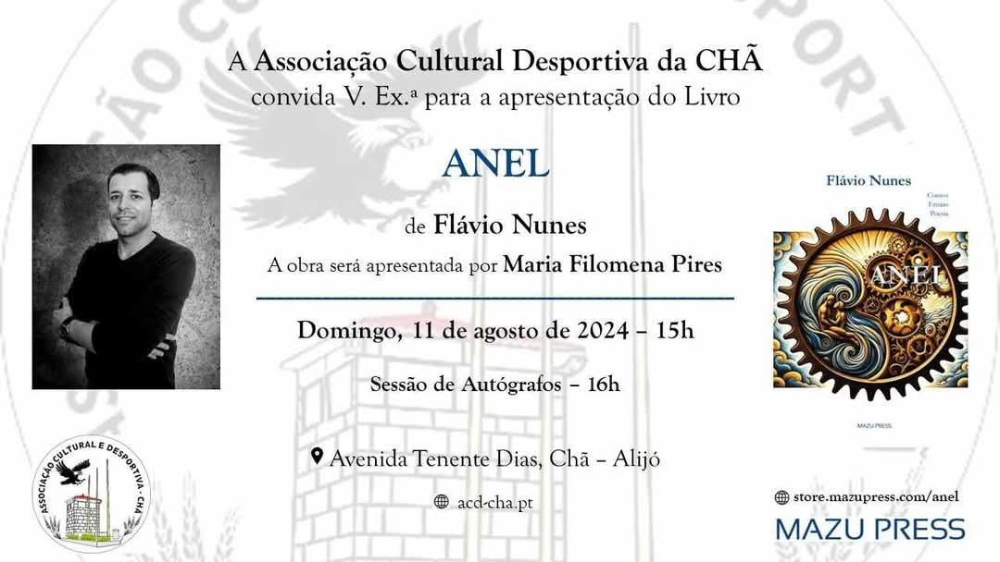 A Associação Cultural Desportiva da CHÃ
convida V. Ex.ª para a apresentação do Livro
ANEL
de Flávio Nunes
A obra será apresentada por Maria Filomena Pires
Domingo, 11 de agosto de 2024 – 15h
Sessão de Autógrafos – 16h
Avenida Tenente Dias, Chã – Alijó
acd-cha.pt
ASSOCIAÇÃO CULTURAL E DESPORTIVA - CHÃ
Flávio Nunes
Contos
Ensaio
Poesia
ANEL
MAZU PRESS
store.mazupress.com/anel
MAZU PRESS